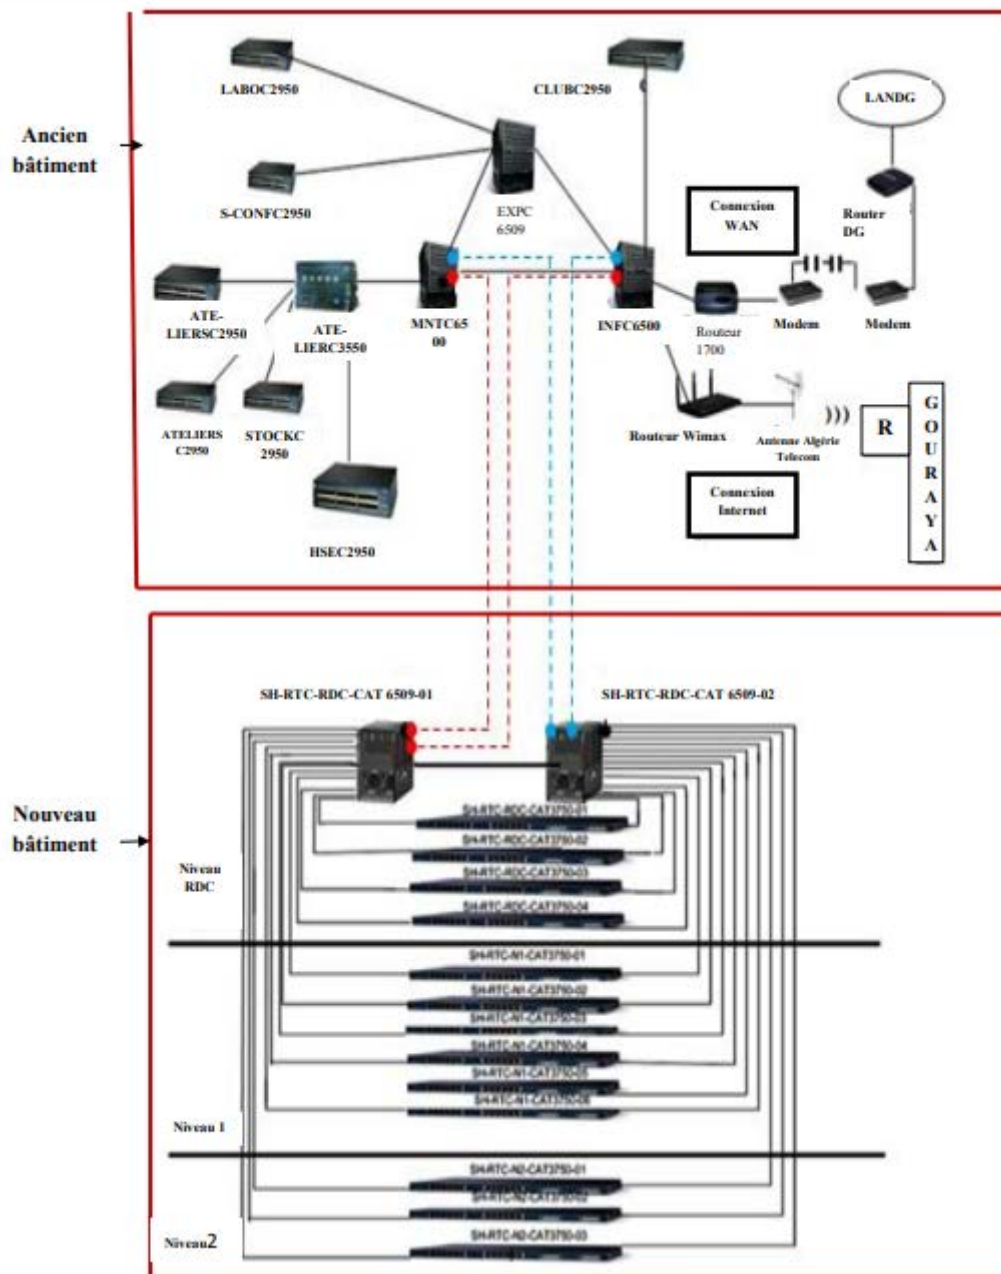 Ancien
bâtiment
LABOC2950
CLUBC2950
LANDG
S-CONFC2950
EXPC
6509
Connexion
WAN
Router
DG
ATE-
LIERSC2950
ATE-
LIERC3550
MNTC65
00
INFC6500
Routeur
1700
Modem
Modem
ATELIERS
C2950
STOCKC
2950
Routeur Wimax
Antenne Algérie
Telecom
R
G
O
U
R
A
Y
A
Connexion
Internet
HSEC2950
Nouveau
bâtiment
SH-RTC-RDC-CAT 6509-01
SH-RTC-RDC-CAT 6509-02
SH-RTC-RDC-CAT3750-01
SH-RTC-RDC-CAT3750-02
SH-RTC-RDC-CAT3750-03
SH-RTC-RDC-CAT3750-04
Niveau
RDC
SH-RTC-N1-CAT3750-01
SH-RTC-N1-CAT3750-02
SH-RTC-N1-CAT3750-03
SH-RTC-N1-CAT3750-04
SH-RTC-N1-CAT3750-05
SH-RTC-N1-CAT3750-06
Niveau 1
SH-RTC-N2-CAT3750-01
SH-RTC-N2-CAT3750-02
SH-RTC-N2-CAT3750-03
Niveau2